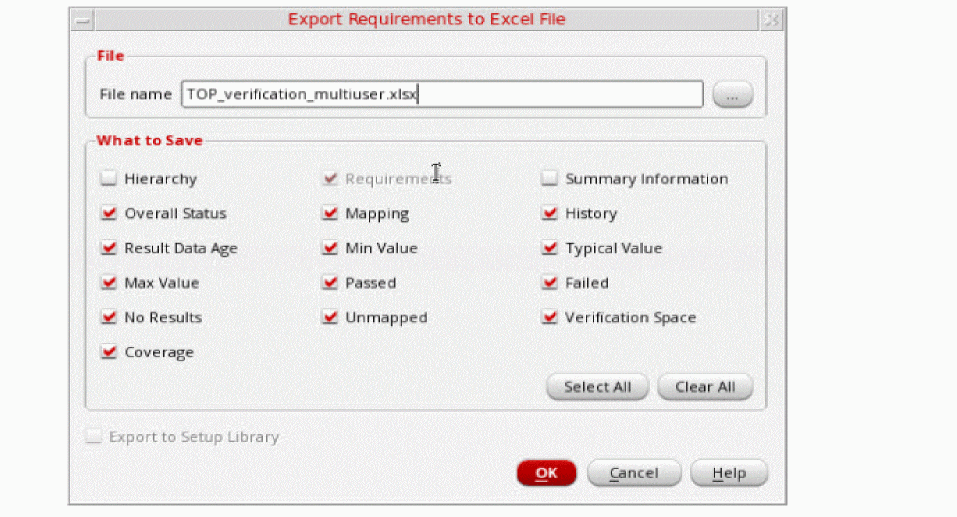 Export Requirements to Excel File
File
File name TOP_verification_multiuser.xlsx ...
What to Save
Hierarchy Requirements Summary Information
Overall Status Mapping History
Result Data Age Min Value Typical Value
Max Value Passed Failed
No Results Unmapped Verification Space
Coverage
Select All Clear All
Export to Setup Library
OK Cancel Help